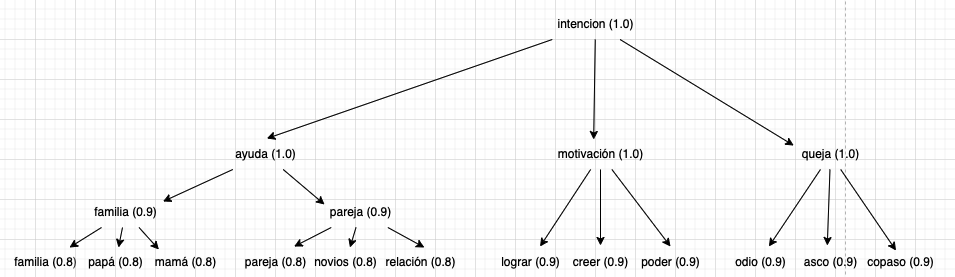 intencion (1.0)
ayuda (1.0) motivación (1.0) queja (1.0)
familia (0.9) pareja (0.9)
familia (0.8) papá (0.8) mamá (0.8) pareja (0.8) novios (0.8) relación (0.8) lograr (0.9) creer (0.9) poder (0.9) odio (0.9) asco (0.9) copaso (0.9)